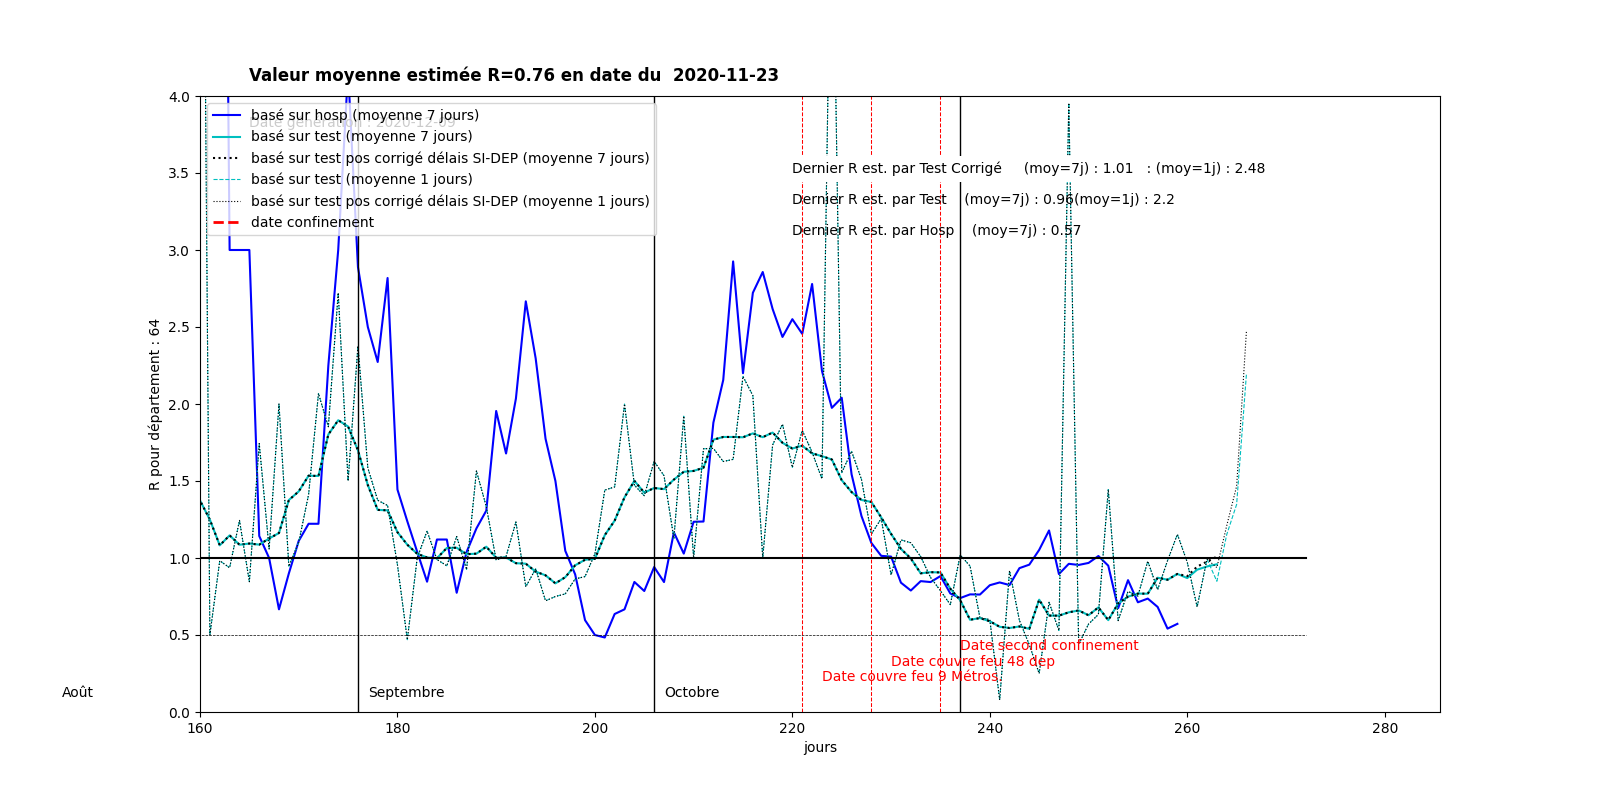 Valeur moyenne estimée R=0.76 en date du  2020-11-23
Date génération : 2020-12-09
basé sur hosp (moyenne 7 jours)
basé sur test (moyenne 7 jours)
basé sur test pos corrigé délais SI-DEP (moyenne 7 jours)
basé sur test (moyenne 1 jours)
basé sur test pos corrigé délais SI-DEP (moyenne 1 jours)
date confinement
Dernier R est. par Test Corrigé (moy=7j) : 1.01 : (moy=1j) : 2.48
Dernier R est. par Test (moy=7j) : 0.96(moy=1j) : 2.2
Dernier R est. par Hosp (moy=7j) : 0.57
R pour département : 64
4.0
3.5
3.0
2.5
2.0
1.5
1.0
0.5
0.0
Date second confinement
Date couvre feu 48 dep
Date couvre feu 9 Métros
Août Septembre Octobre
160 180 200 220 240 260 280
jours